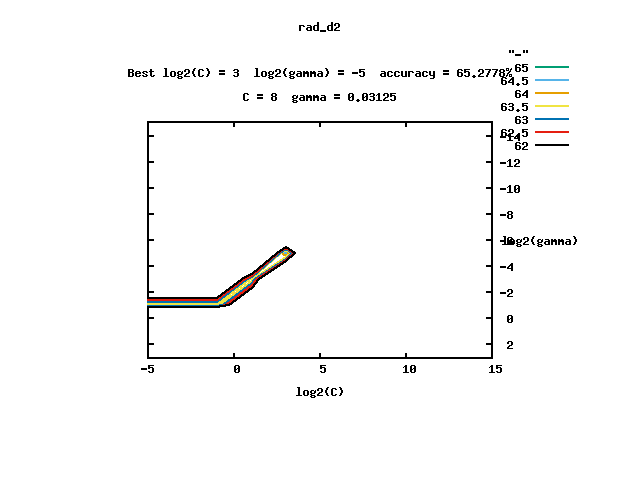 rad_d2
"-"
Best log2(C) = 3 log2(gamma) = -5 accuracy = 65.2778%
65
64.5
C = 8 gamma = 0.03125
64
63.5
63
62.5
62
-14
-12
-10
-8
-6
log2(gamma)
-4
-2
0
2
-5 0 5 10 15
log2(C)